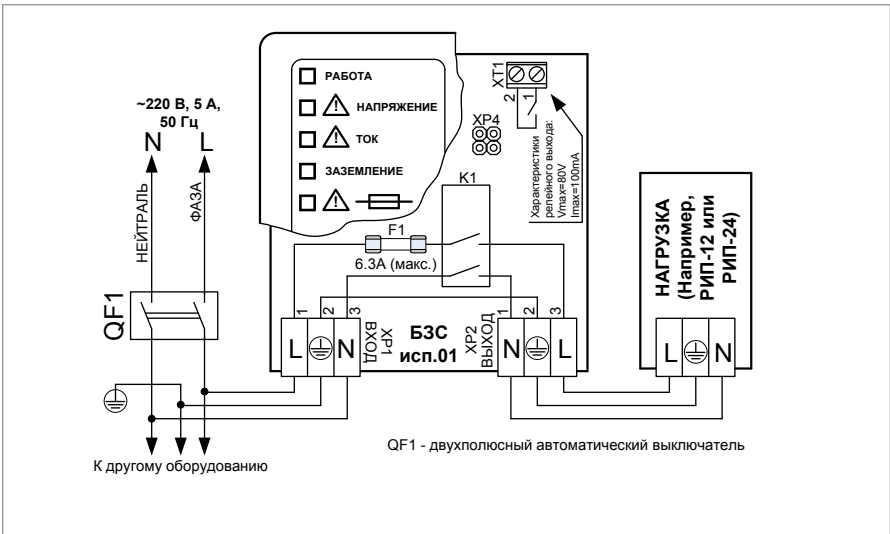 ~220 В, 5 А,
50 Гц
N
L
НЕЙТРАЛЬ
ФАЗА
QF1
К другому оборудованию
РАБОТА
НАПРЯЖЕНИЕ
ТОК
ЗАЗЕМЛЕНИЕ
XT1
2
1
XP4
Характеристики
релейного выхода:
Vmax=80V
Imax=100mA
K1
F1
6.3А (макс.)
1
2
3
L
N
ВХОД
XP1
БЗС
исп.01
XP2
ВЫХОД
1
2
3
N
L
НАГРУЗКА
(Например,
РИП-12 или
РИП-24)
L
N
QF1 - двухполюсный автоматический выключатель